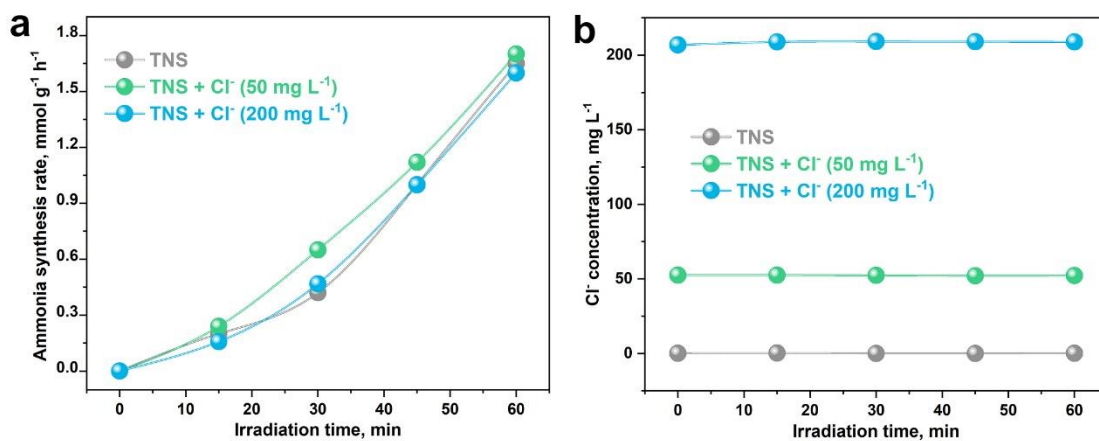 a
TNS
TNS + Cl⁻ (50 mg L⁻¹)
TNS + Cl⁻ (200 mg L⁻¹)
Ammonia synthesis rate, mmol g⁻¹ h⁻¹
1.8
1.5
1.2
0.9
0.6
0.3
0.0
0 10 20 30 40 50 60
Irradiation time, min
b
TNS
TNS + Cl⁻ (50 mg L⁻¹)
TNS + Cl⁻ (200 mg L⁻¹)
Cl⁻ concentration, mg L⁻¹
200
150
100
50
0
0 10 20 30 40 50 60
Irradiation time, min